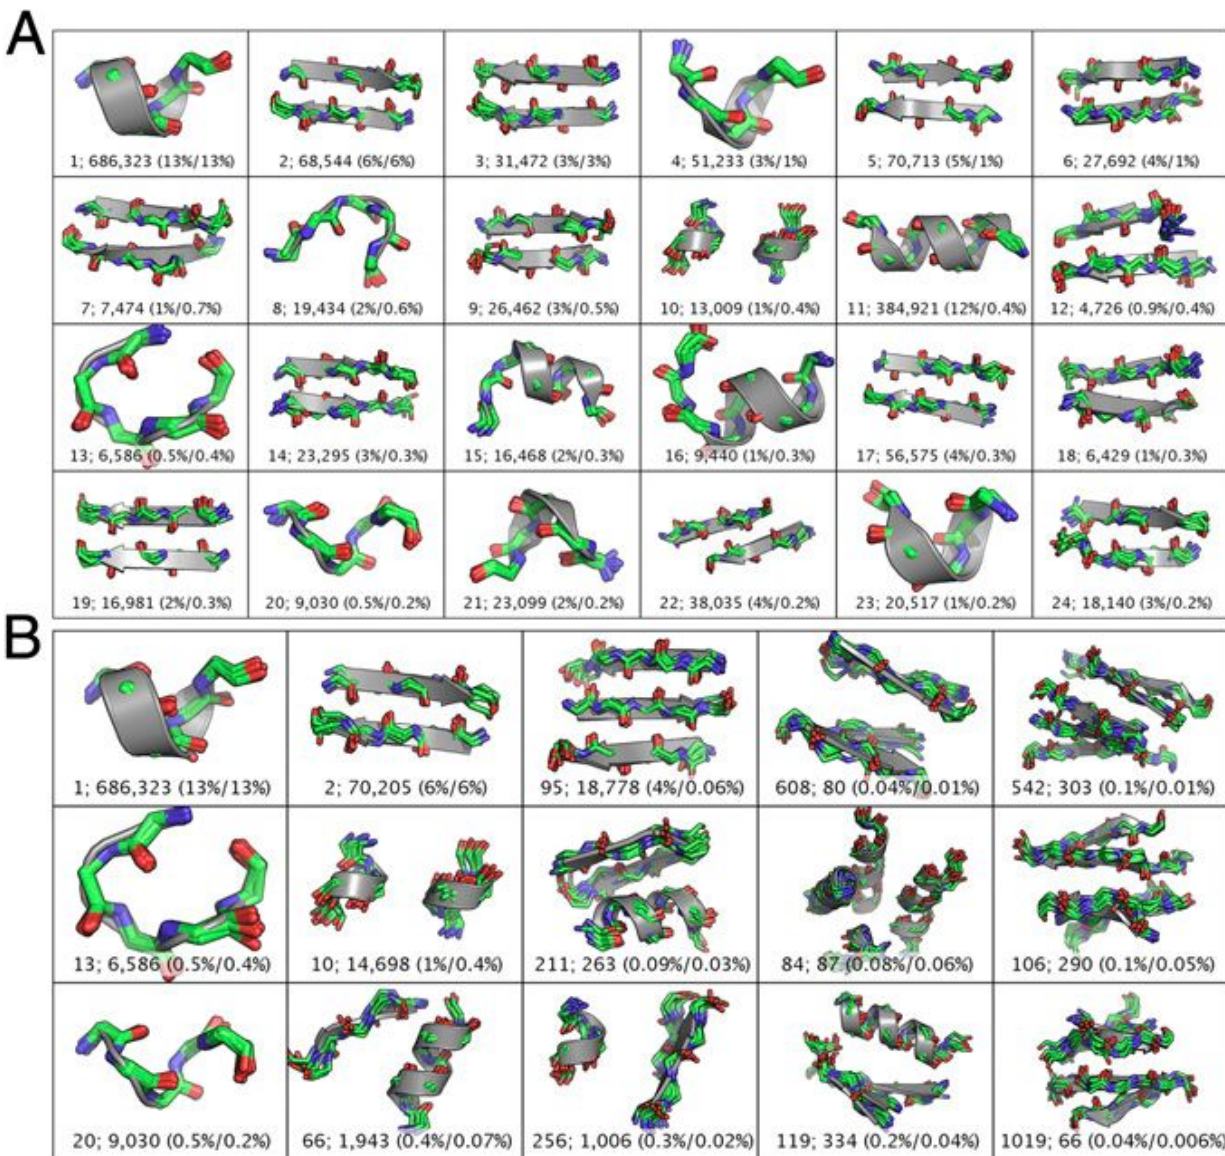 A
1; 686,323 (13%/13%)
2; 68,544 (6%/6%)
3; 31,472 (3%/3%)
4; 51,233 (3%/1%)
5; 70,713 (5%/1%)
6; 27,692 (4%/1%)
7; 7,474 (1%/0.7%)
8; 19,434 (2%/0.6%)
9; 26,462 (3%/0.5%)
10; 13,009 (1%/0.4%)
11; 384,921 (12%/0.4%)
12; 4,726 (0.9%/0.4%)
13; 6,586 (0.5%/0.4%)
14; 23,295 (3%/0.3%)
15; 16,468 (2%/0.3%)
16; 9,440 (1%/0.3%)
17; 56,575 (4%/0.3%)
18; 6,429 (1%/0.3%)
19; 16,981 (2%/0.3%)
20; 9,030 (0.5%/0.2%)
21; 23,099 (2%/0.2%)
22; 38,035 (4%/0.2%)
23; 20,517 (1%/0.2%)
24; 18,140 (3%/0.2%)
B
1; 686,323 (13%/13%)
2; 70,205 (6%/6%)
95; 18,778 (4%/0.06%)
608; 80 (0.04%/0.01%)
542; 303 (0.1%/0.01%)
13; 6,586 (0.5%/0.4%)
10; 14,698 (1%/0.4%)
211; 263 (0.09%/0.03%)
84; 87 (0.08%/0.06%)
106; 290 (0.1%/0.05%)
20; 9,030 (0.5%/0.2%)
66; 1,943 (0.4%/0.07%)
256; 1,006 (0.3%/0.02%)
119; 334 (0.2%/0.04%)
1019; 66 (0.04%/0.006%)